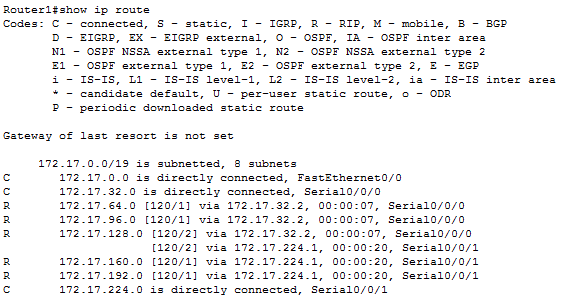 Router1#show ip route
Codes: C - connected, S - static, I - IGRP, R - RIP, M - mobile, B - BGP
D - EIGRP, EX - EIGRP external, O - OSPF, IA - OSPF inter area
N1 - OSPF NSSA external type 1, N2 - OSPF NSSA external type 2
E1 - OSPF external type 1, E2 - OSPF external type 2, E - EGP
i - IS-IS, L1 - IS-IS level-1, L2 - IS-IS level-2, ia - IS-IS inter area
* - candidate default, U - per-user static route, o - ODR
P - periodic downloaded static route
Gateway of last resort is not set
172.17.0.0/19 is subnetted, 8 subnets
C 172.17.0.0 is directly connected, FastEthernet0/0
C 172.17.32.0 is directly connected, Serial0/0/0
R 172.17.64.0 [120/1] via 172.17.32.2, 00:00:07, Serial0/0/0
R 172.17.96.0 [120/1] via 172.17.32.2, 00:00:07, Serial0/0/0
R 172.17.128.0 [120/2] via 172.17.32.2, 00:00:07, Serial0/0/0
[120/2] via 172.17.224.1, 00:00:20, Serial0/0/1
R 172.17.160.0 [120/1] via 172.17.224.1, 00:00:20, Serial0/0/1
R 172.17.192.0 [120/1] via 172.17.224.1, 00:00:20, Serial0/0/1
C 172.17.224.0 is directly connected, Serial0/0/1